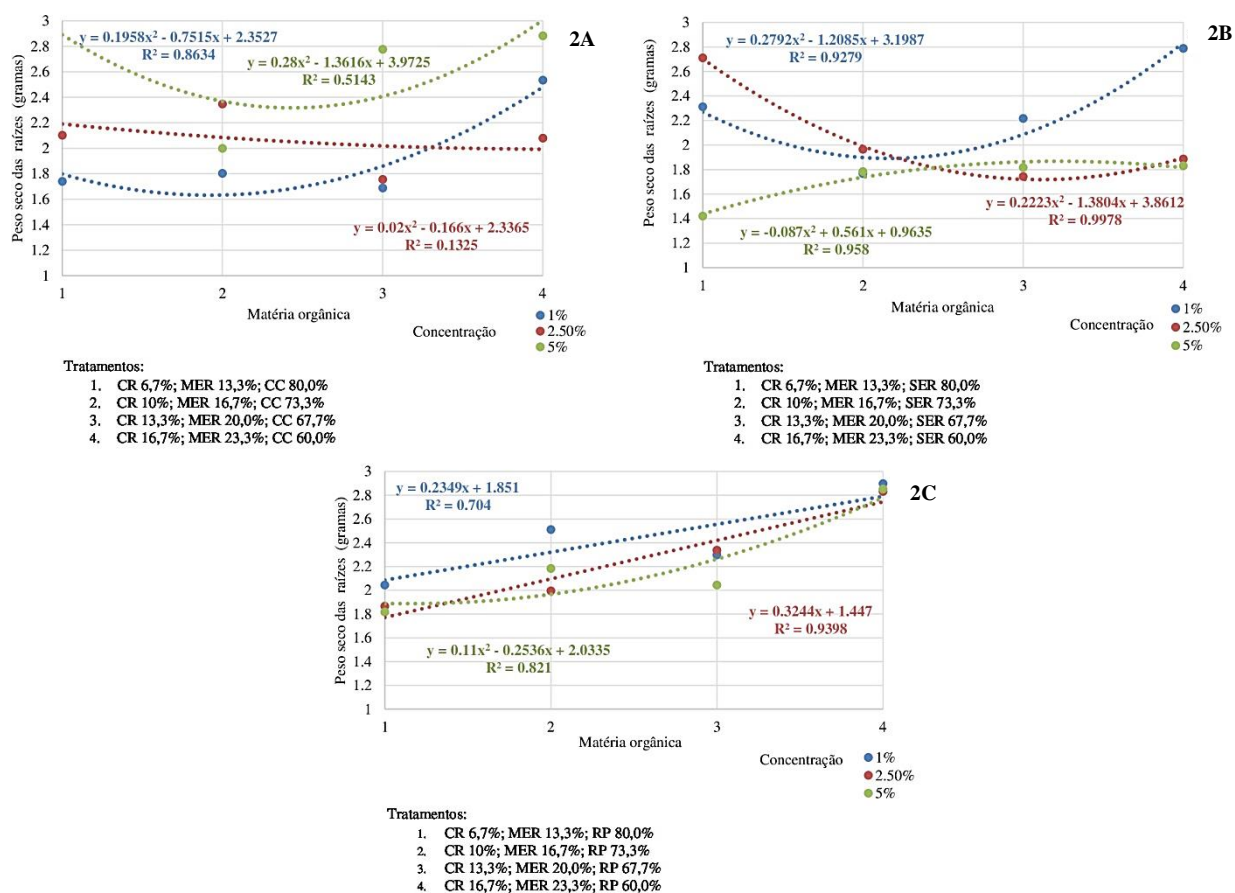 2A
Peso seco das raízes (gramas)
3
2.8
2.6
2.4
2.2
2
1.8
1.6
1.4
1.2
1
y = 0.1958x² - 0.7515x + 2.3527
R² = 0.8634
y = 0.28x² - 1.3616x + 3.9725
R² = 0.5143
y = 0.02x² - 0.166x + 2.3365
R² = 0.1325
1 2 3 4
Matéria orgânica
Concentração
1%
2.50%
5%
Tratamentos:
1. CR 6,7%; MER 13,3%; CC 80,0%
2. CR 10%; MER 16,7%; CC 73,3%
3. CR 13,3%; MER 20,0%; CC 67,7%
4. CR 16,7%; MER 23,3%; CC 60,0%
2B
Peso seco das raízes (gramas)
3
2.8
2.6
2.4
2.2
2
1.8
1.6
1.4
1.2
1
y = 0.2792x² - 1.2085x + 3.1987
R² = 0.9279
y = 0.2223x² - 1.3804x + 3.8612
R² = 0.9978
y = -0.087x² + 0.561x + 0.9635
R² = 0.958
1 2 3 4
Matéria orgânica
Concentração
1%
2.50%
5%
Tratamentos:
1. CR 6,7%; MER 13,3%; SER 80,0%
2. CR 10%; MER 16,7%; SER 73,3%
3. CR 13,3%; MER 20,0%; SER 67,7%
4. CR 16,7%; MER 23,3%; SER 60,0%
2C
Peso seco das raízes (gramas)
3
2.8
2.6
2.4
2.2
2
1.8
1.6
1.4
1.2
1
y = 0.2349x + 1.851
R² = 0.704
y = 0.3244x + 1.447
R² = 0.9398
y = 0.11x² - 0.2536x + 2.0335
R² = 0.821
1 2 3 4
Matéria orgânica
Concentração
1%
2.50%
5%
Tratamentos:
1. CR 6,7%; MER 13,3%; RP 80,0%
2. CR 10%; MER 16,7%; RP 73,3%
3. CR 13,3%; MER 20,0%; RP 67,7%
4. CR 16,7%; MER 23,3%; RP 60,0%